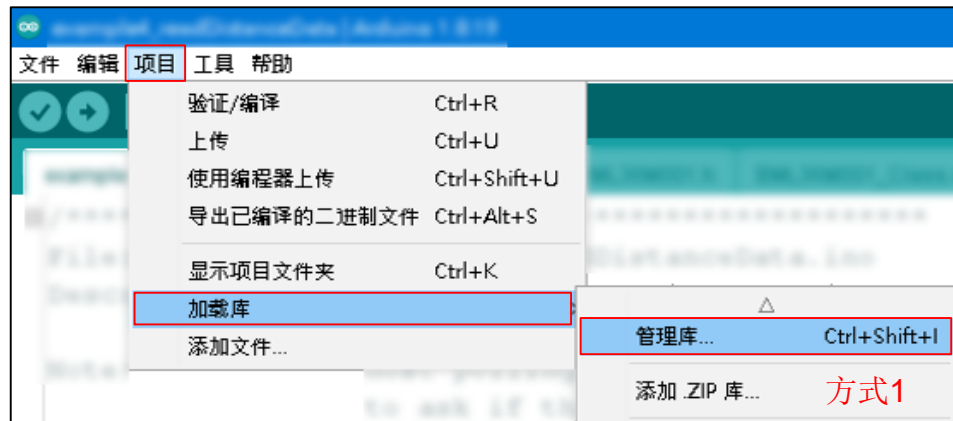 文件 编辑 项目 工具 帮助
验证/编译 Ctrl+R
上传 Ctrl+U
使用编程器上传 Ctrl+Shift+U
导出已编译的二进制文件 Ctrl+Alt+S
显示项目文件夹 Ctrl+K
加载库
管理库... Ctrl+Shift+I
添加文件...
添加 .ZIP 库... 方式1